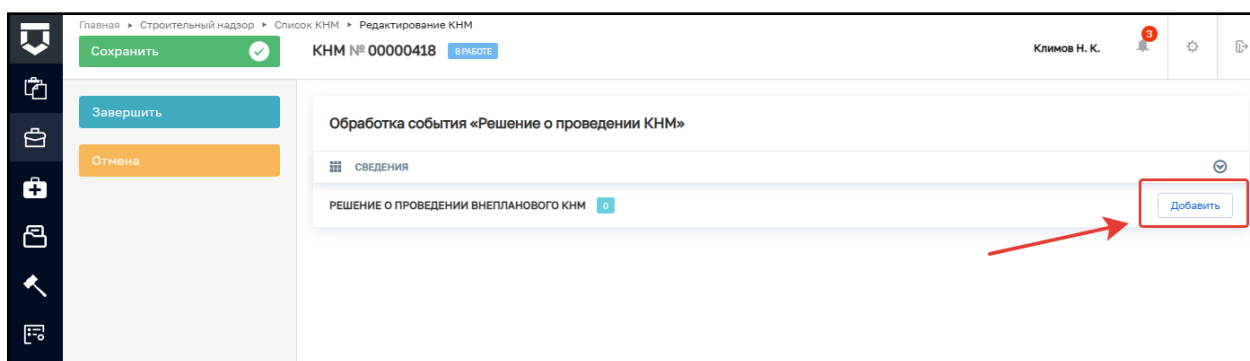 Главная ▸ Строительный надзор ▸ Список КНМ ▸ Редактирование КНМ
Сохранить
КНМ № 00000418 В РАБОТЕ
Климов Н. К.
3
Завершить
Обработка события «Решение о проведении КНМ»
Отмена
СВЕДЕНИЯ
РЕШЕНИЕ О ПРОВЕДЕНИИ ВНЕПЛАНОВОГО КНМ 0
Добавить